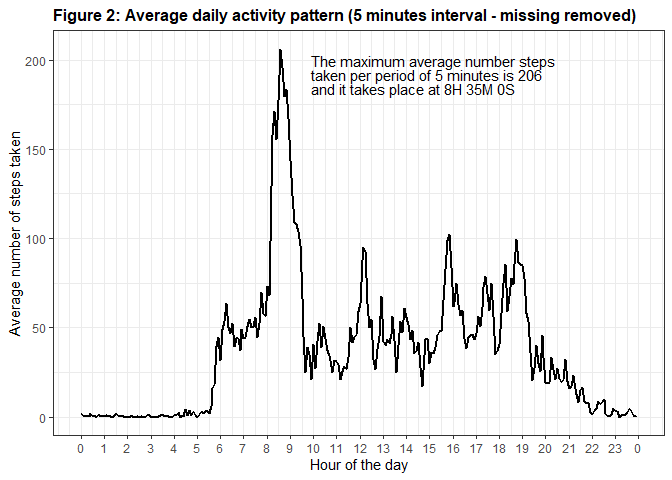 Figure 2: Average daily activity pattern (5 minutes interval - missing removed)
The maximum average number steps
taken per period of 5 minutes is 206
and it takes place at 8H 35M 0S
200
150
100
50
0
Average number of steps taken
0 1 2 3 4 5 6 7 8 9 10 11 12 13 14 15 16 17 18 19 20 21 22 23 0
Hour of the day